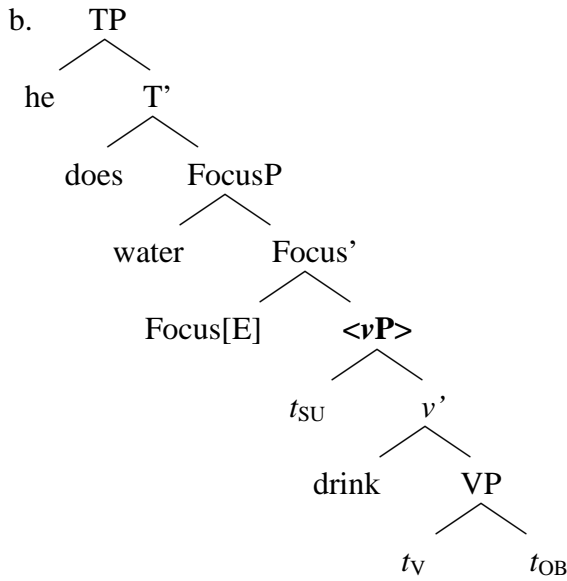 b. TP
he T’
does FocusP
water Focus’
Focus[E] <vP>
tSU v’
drink VP
tV tOB